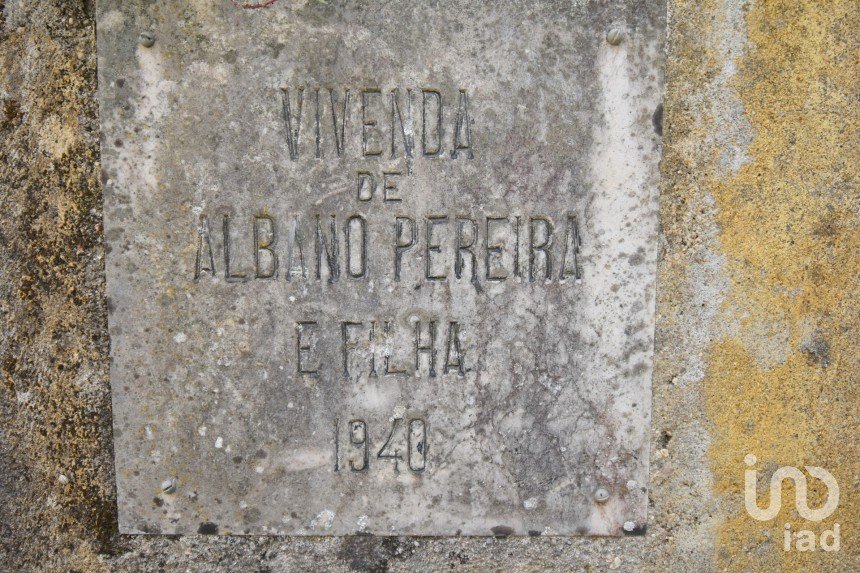 VIVENDA
DE
ALBANO PEREIRA
E FILHA
1940
iad